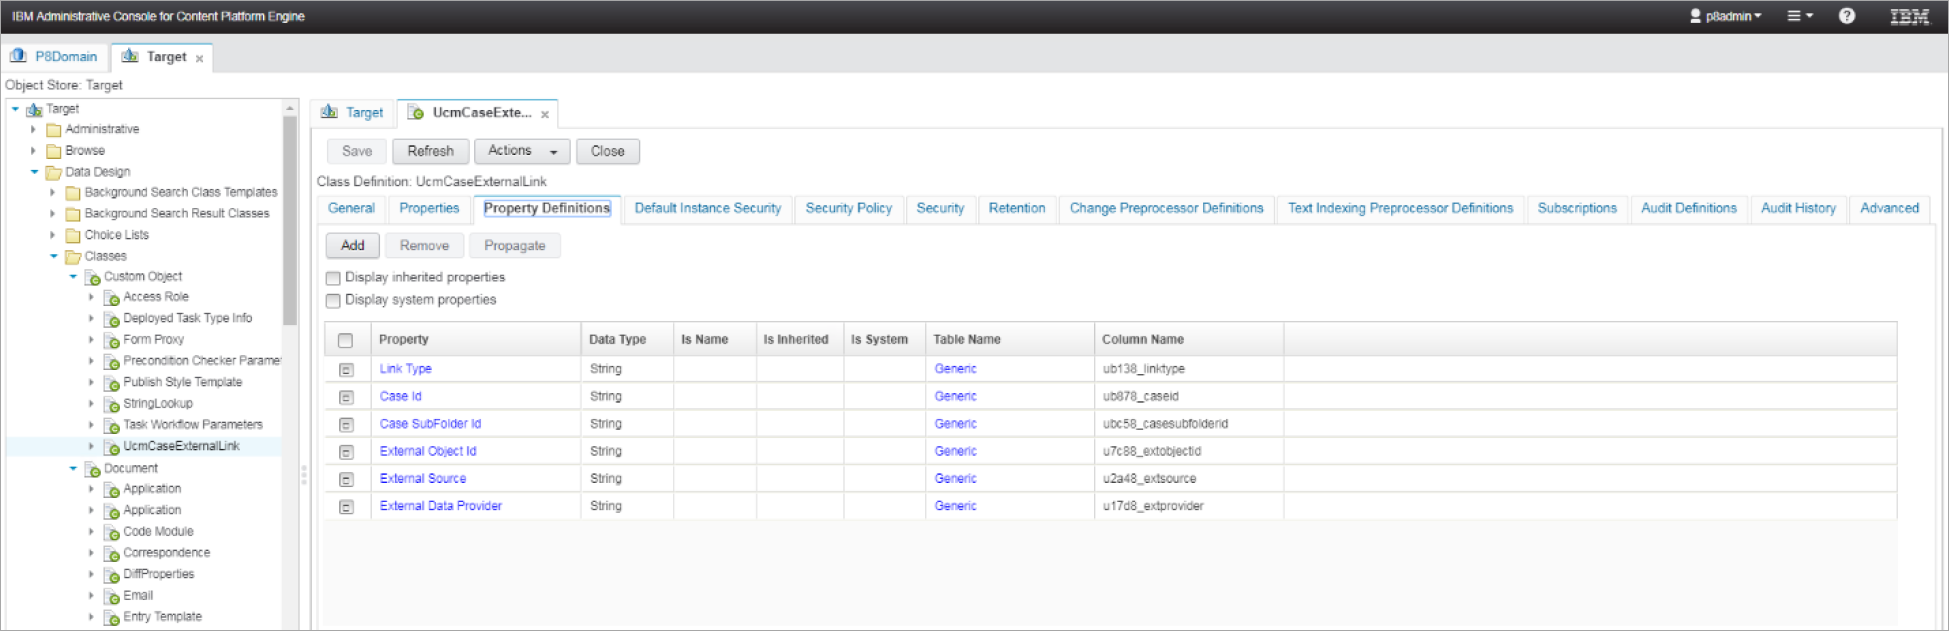 IBM Administrative Console for Content Platform Engine p8admin ? IBM
P8Domain Target x
Object Store: Target
Target
Administrative
Browse
Data Design
Background Search Class Templates
Background Search Result Classes
Choice Lists
Classes
Custom Object
Access Role
Deployed Task Type Info
Form Proxy
Precondition Checker Parame
Publish Style Template
StringLookup
Task Workflow Parameters
UcmCaseExternalLink
Document
Application
Application
Code Module
Correspondence
DiffProperties
Email
Entry Template
Target UcmCaseExte... x
Save Refresh Actions Close
Class Definition: UcmCaseExternalLink
General Properties Property Definitions Default Instance Security Security Policy Security Retention Change Preprocessor Definitions Text Indexing Preprocessor Definitions Subscriptions Audit Definitions Audit History Advanced
Add Remove Propagate
Display inherited properties
Display system properties
Property Data Type Is Name Is Inherited Is System Table Name Column Name
Link Type String Generic ub138_linktype
Case Id String Generic ub878_caseid
Case SubFolder Id String Generic ubc58_casesubfolderid
External Object Id String Generic u7c88_extobjectid
External Source String Generic u2a48_extsource
External Data Provider String Generic u17d8_extprovider